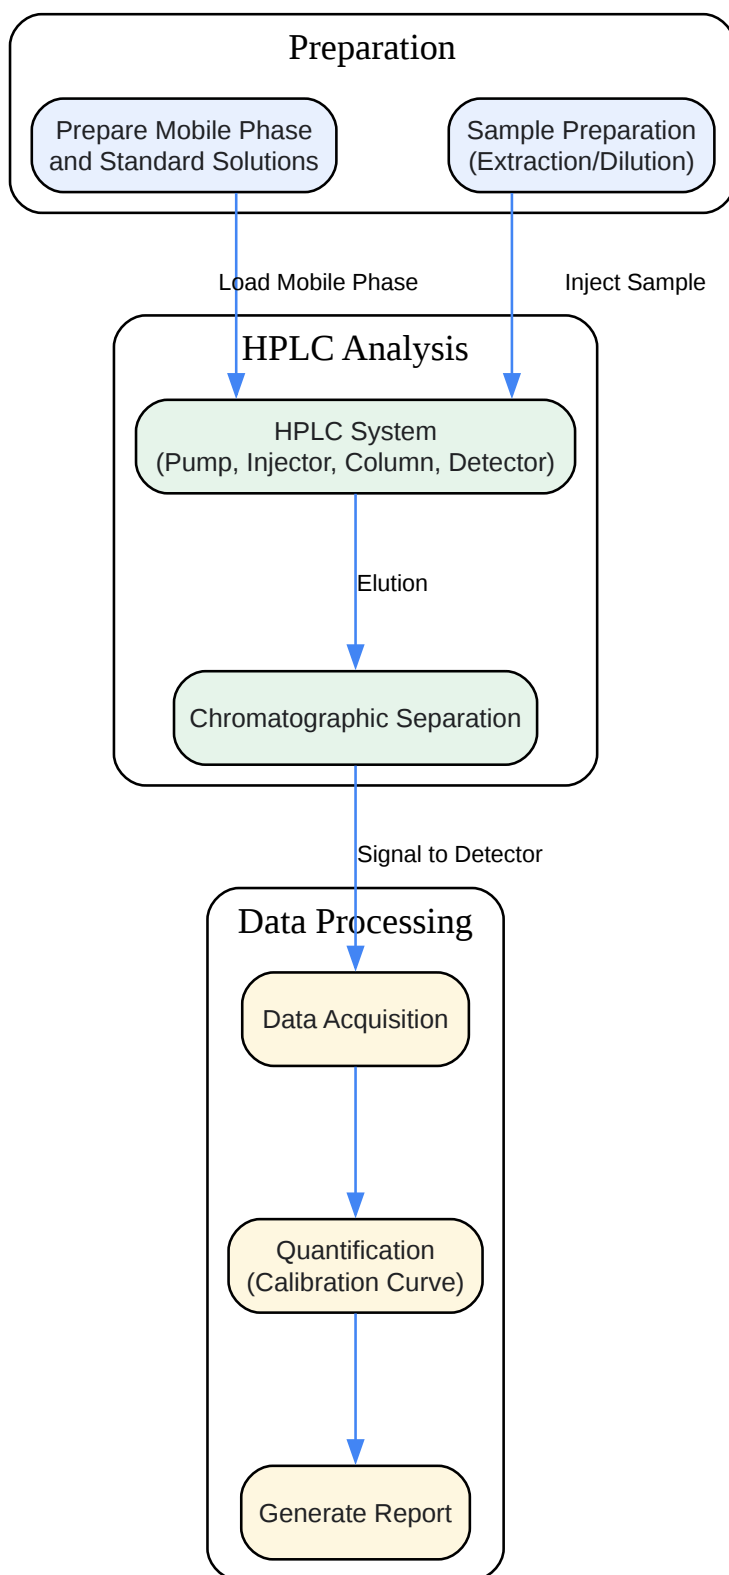 Preparation
Prepare Mobile Phase
and Standard Solutions
Sample Preparation
(Extraction/Dilution)
Load Mobile Phase
Inject Sample
HPLC Analysis
HPLC System
(Pump, Injector, Column, Detector)
Elution
Chromatographic Separation
Signal to Detector
Data Processing
Data Acquisition
Quantification
(Calibration Curve)
Generate Report